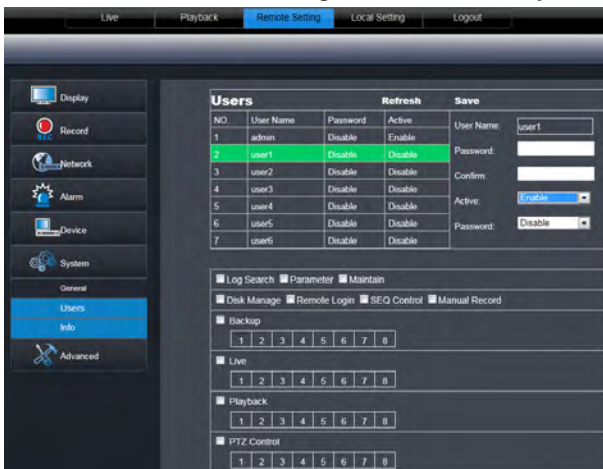 Live Playback Remote Setting Local Setting Logout
Display
Record
REC
Network
Alarm
Device
System
General
Users
Info
Advanced
Users Refresh Save
NO. User Name Password Active
1 admin Disable Enable
2 user1 Disable Disable
3 user2 Disable Disable
4 user3 Disable Disable
5 user4 Disable Disable
6 user5 Disable Disable
7 user6 Disable Disable
User Name: user1
Password:
Confirm:
Active: Enable
Password: Disable
Log Search Parameter Maintain
Disk Manage Remote Login SEQ Control Manual Record
Backup
1 2 3 4 5 6 7 8
Live
1 2 3 4 5 6 7 8
Playback
1 2 3 4 5 6 7 8
PTZ Control
1 2 3 4 5 6 7 8